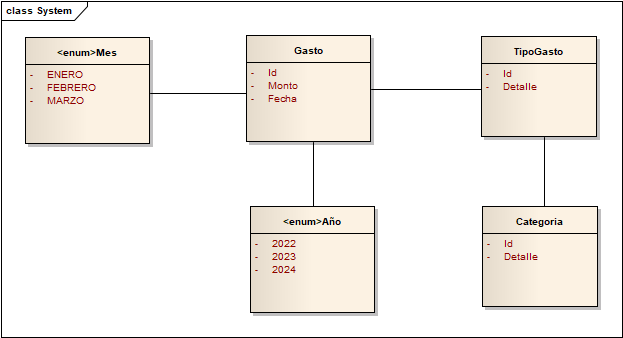 class System
<enum>Mes
- ENERO
- FEBRERO
- MARZO
Gasto
- Id
- Monto
- Fecha
TipoGasto
- Id
- Detalle
<enum>Año
- 2022
- 2023
- 2024
Categoria
- Id
- Detalle